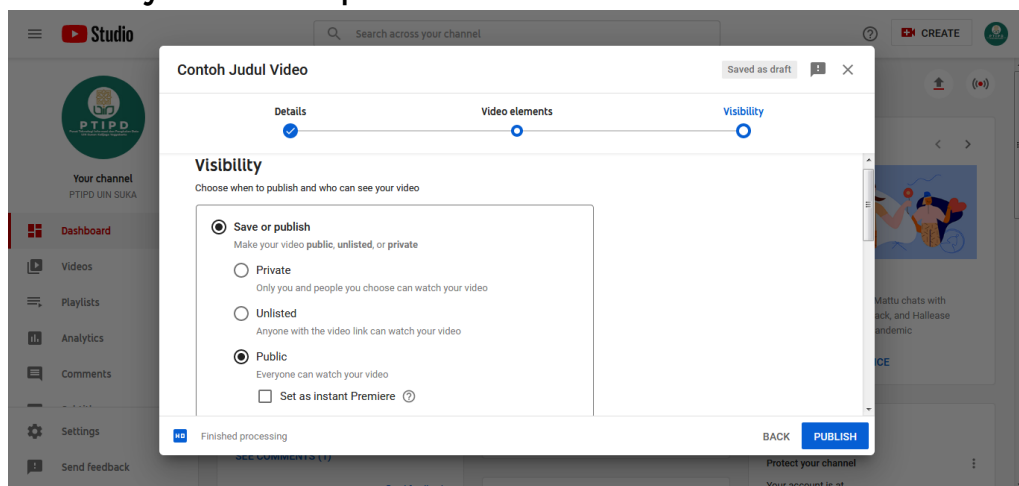 Studio
Search across your channel
CREATE
Contoh Judul Video
Saved as draft
Details
Video elements
Visibility
PTIPD
Your channel
PTIPD UIN SUKA
Dashboard
Videos
Playlists
Analytics
Comments
Settings
Send feedback
Visibility
Choose when to publish and who can see your video
Save or publish
Make your video public, unlisted, or private
Private
Only you and people you choose can watch your video
Unlisted
Anyone with the video link can watch your video
Public
Everyone can watch your video
Set as instant Premiere
HD
Finished processing
BACK
PUBLISH
Mattu chats with
ack, and Hallease
andemic
ICE
SEE COMMENTS (1)
Protect your channel
Your account is at